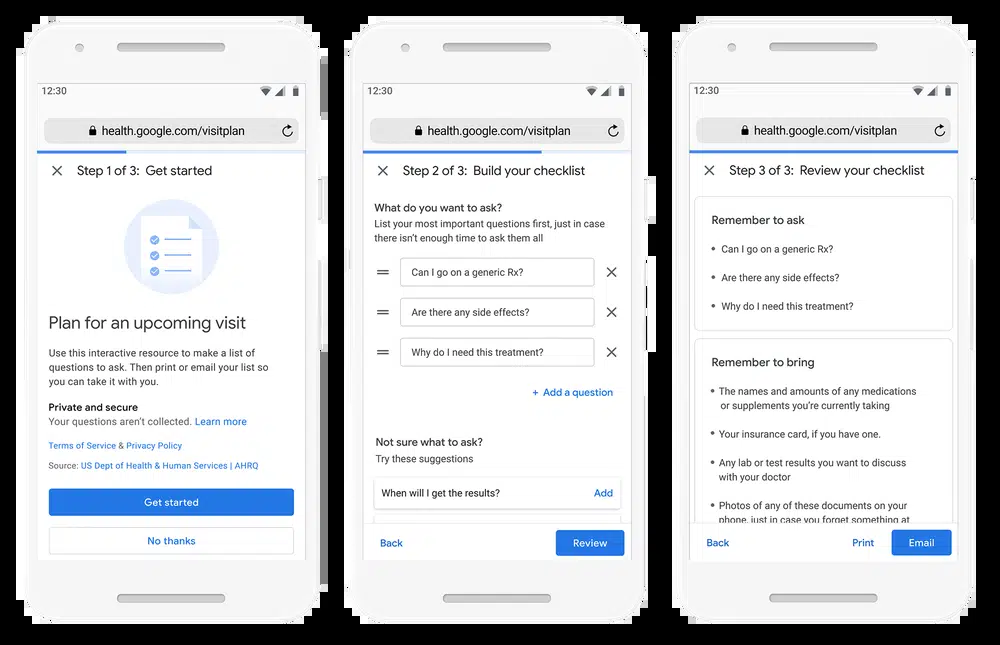 12:30
health.google.com/visitplan
Step 1 of 3: Get started
Plan for an upcoming visit
Use this interactive resource to make a list of
questions to ask. Then print or email your list so
you can take it with you.
Private and secure
Your questions aren't collected. Learn more
Terms of Service & Privacy Policy
Source: US Dept of Health & Human Services | AHRQ
Get started
No thanks
12:30
health.google.com/visitplan
Step 2 of 3: Build your checklist
What do you want to ask?
List your most important questions first, just in case
there isn't enough time to ask them all
Can I go on a generic Rx?
Are there any side effects?
Why do I need this treatment?
+ Add a question
Not sure what to ask?
Try these suggestions
When will I get the results? Add
Back Review
12:30
health.google.com/visitplan
Step 3 of 3: Review your checklist
Remember to ask
• Can I go on a generic Rx?
• Are there any side effects?
• Why do I need this treatment?
Remember to bring
• The names and amounts of any medications
or supplements you're currently taking
• Your insurance card, if you have one.
• Any lab or test results you want to discuss
with your doctor
• Photos of any of these documents on your
phone, just in case you forget something at
Back Print Email